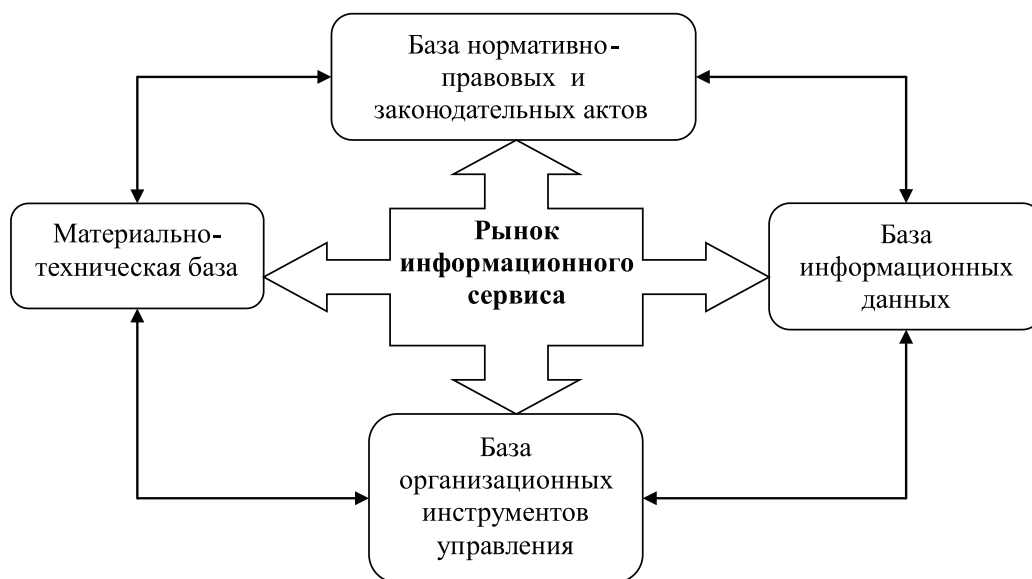 База нормативно-
правовых и
законодательных актов
Материально-
техническая база
Рынок
информационного
сервиса
База
информационных
данных
База
организационных
инструментов
управления